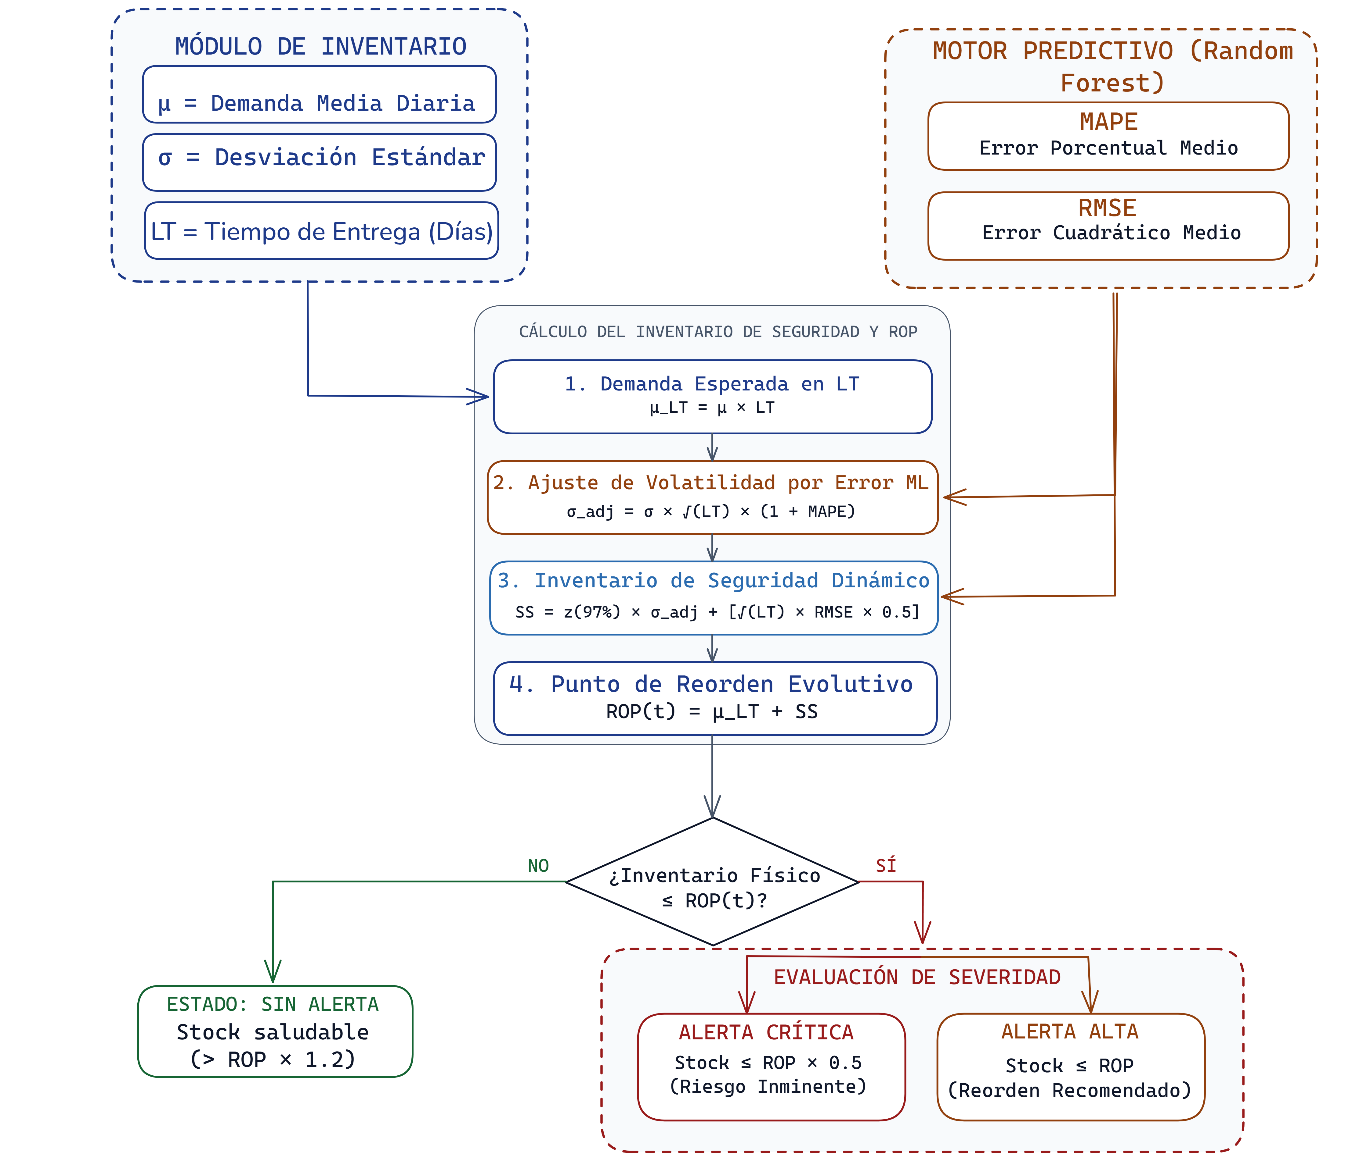 MÓDULO DE INVENTARIO
μ = Demanda Media Diaria
σ = Desviación Estándar
LT = Tiempo de Entrega (Días)
MOTOR PREDICTIVO (Random
Forest)
MAPE
Error Porcentual Medio
RMSE
Error Cuadrático Medio
CÁLCULO DEL INVENTARIO DE SEGURIDAD Y ROP
1. Demanda Esperada en LT
μ_LT = μ × LT
2. Ajuste de Volatilidad por Error ML
σ_adj = σ × √(LT) × (1 + MAPE)
3. Inventario de Seguridad Dinámico
SS = z(97%) × σ_adj + [√(LT) × RMSE × 0.5]
4. Punto de Reorden Evolutivo
ROP(t) = μ_LT + SS
¿Inventario Físico
≤ ROP(t)?
NO
SÍ
ESTADO: SIN ALERTA
Stock saludable
(> ROP × 1.2)
EVALUACIÓN DE SEVERIDAD
ALERTA CRÍTICA
Stock ≤ ROP × 0.5
(Riesgo Inminente)
ALERTA ALTA
Stock ≤ ROP
(Reorden Recomendado)